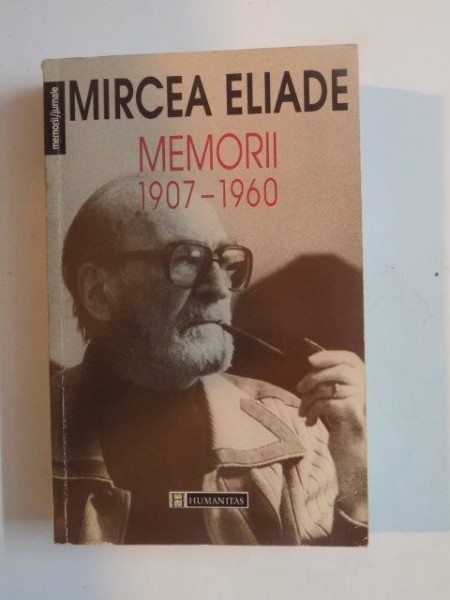 memorii/jurnale
MIRCEA ELIADE
MEMORII
1907–1960
HUMANITAS